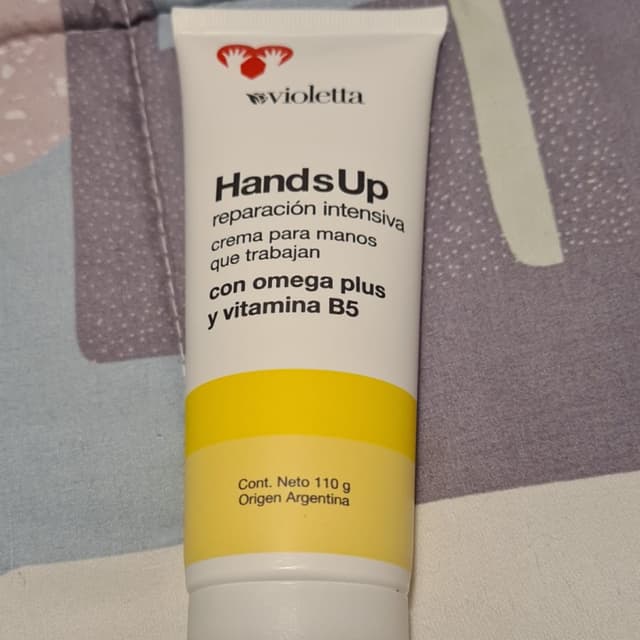 violetta
HandsUp
reparación intensiva
crema para manos
que trabajan
con omega plus
y vitamina B5
Cont. Neto 110 g
Origen Argentina